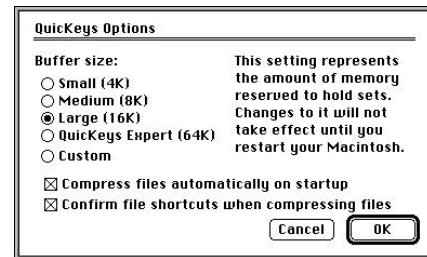 QuicKeys Options
Buffer size:
Small (4K)
Medium (8K)
Large (16K)
QuicKeys Expert (64K)
Custom
This setting represents
the amount of memory
reserved to hold sets.
Changes to it will not
take effect until you
restart your Macintosh.
Compress files automatically on startup
Confirm file shortcuts when compressing files
Cancel
OK